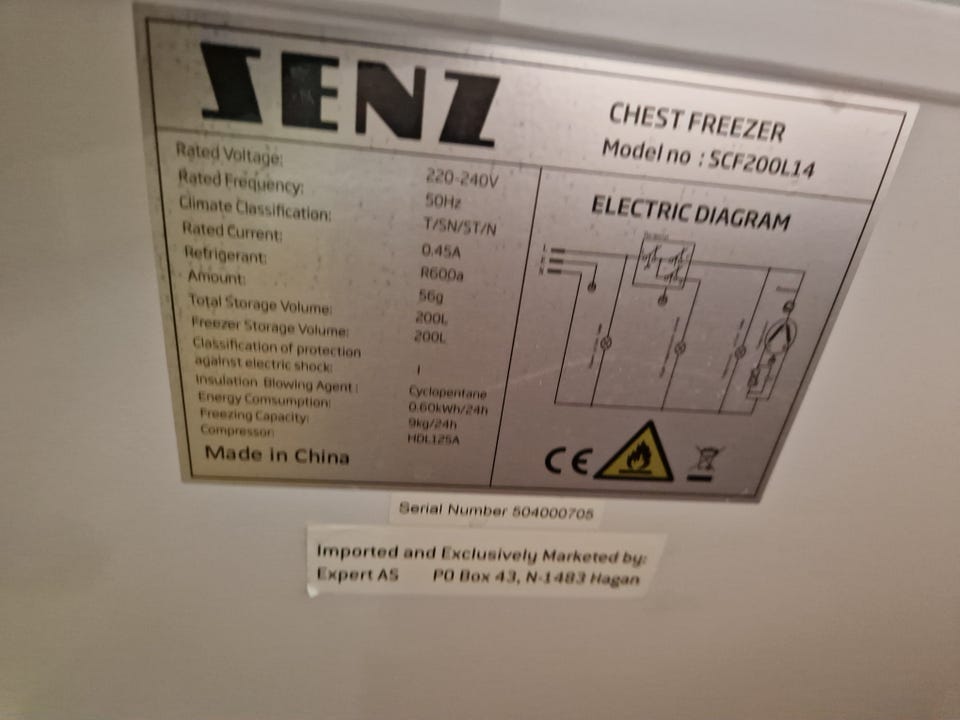 SENZ
CHEST FREEZER
Model no : SCF200L14
Rated Voltage: 220-240V
Rated Frequency: 50Hz
Climate Classification: T/SN/ST/N
Rated Current: 0.45A
Refrigerant: R600a
Amount: 56g
Total Storage Volume: 200L
Freezer Storage Volume: 200L
Classification of protection
against electric shock: I
Insulation Blowing Agent : Cyclopentane
Energy Comsumption: 0.60kWh/24h
Freezing Capacity: 9kg/24h
Compressor: HDL125A
Made in China
ELECTRIC DIAGRAM
CE
Serial Number 504000705
Imported and Exclusively Marketed by:
Expert AS PO Box 43, N-1483 Hagan